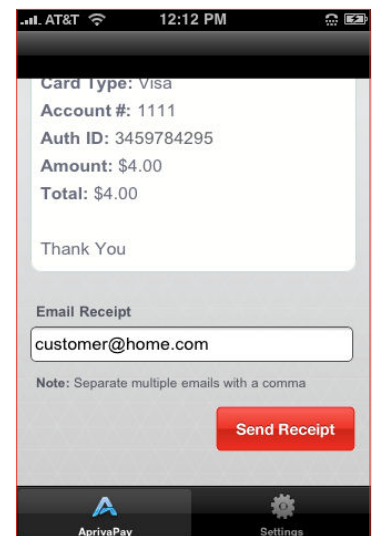 AT&T 12:12 PM
Card Type: Visa
Account #: 1111
Auth ID: 3459784295
Amount: $4.00
Total: $4.00
Thank You
Email Receipt
customer@home.com
Note: Separate multiple emails with a comma
Send Receipt
AprivaPay Settings